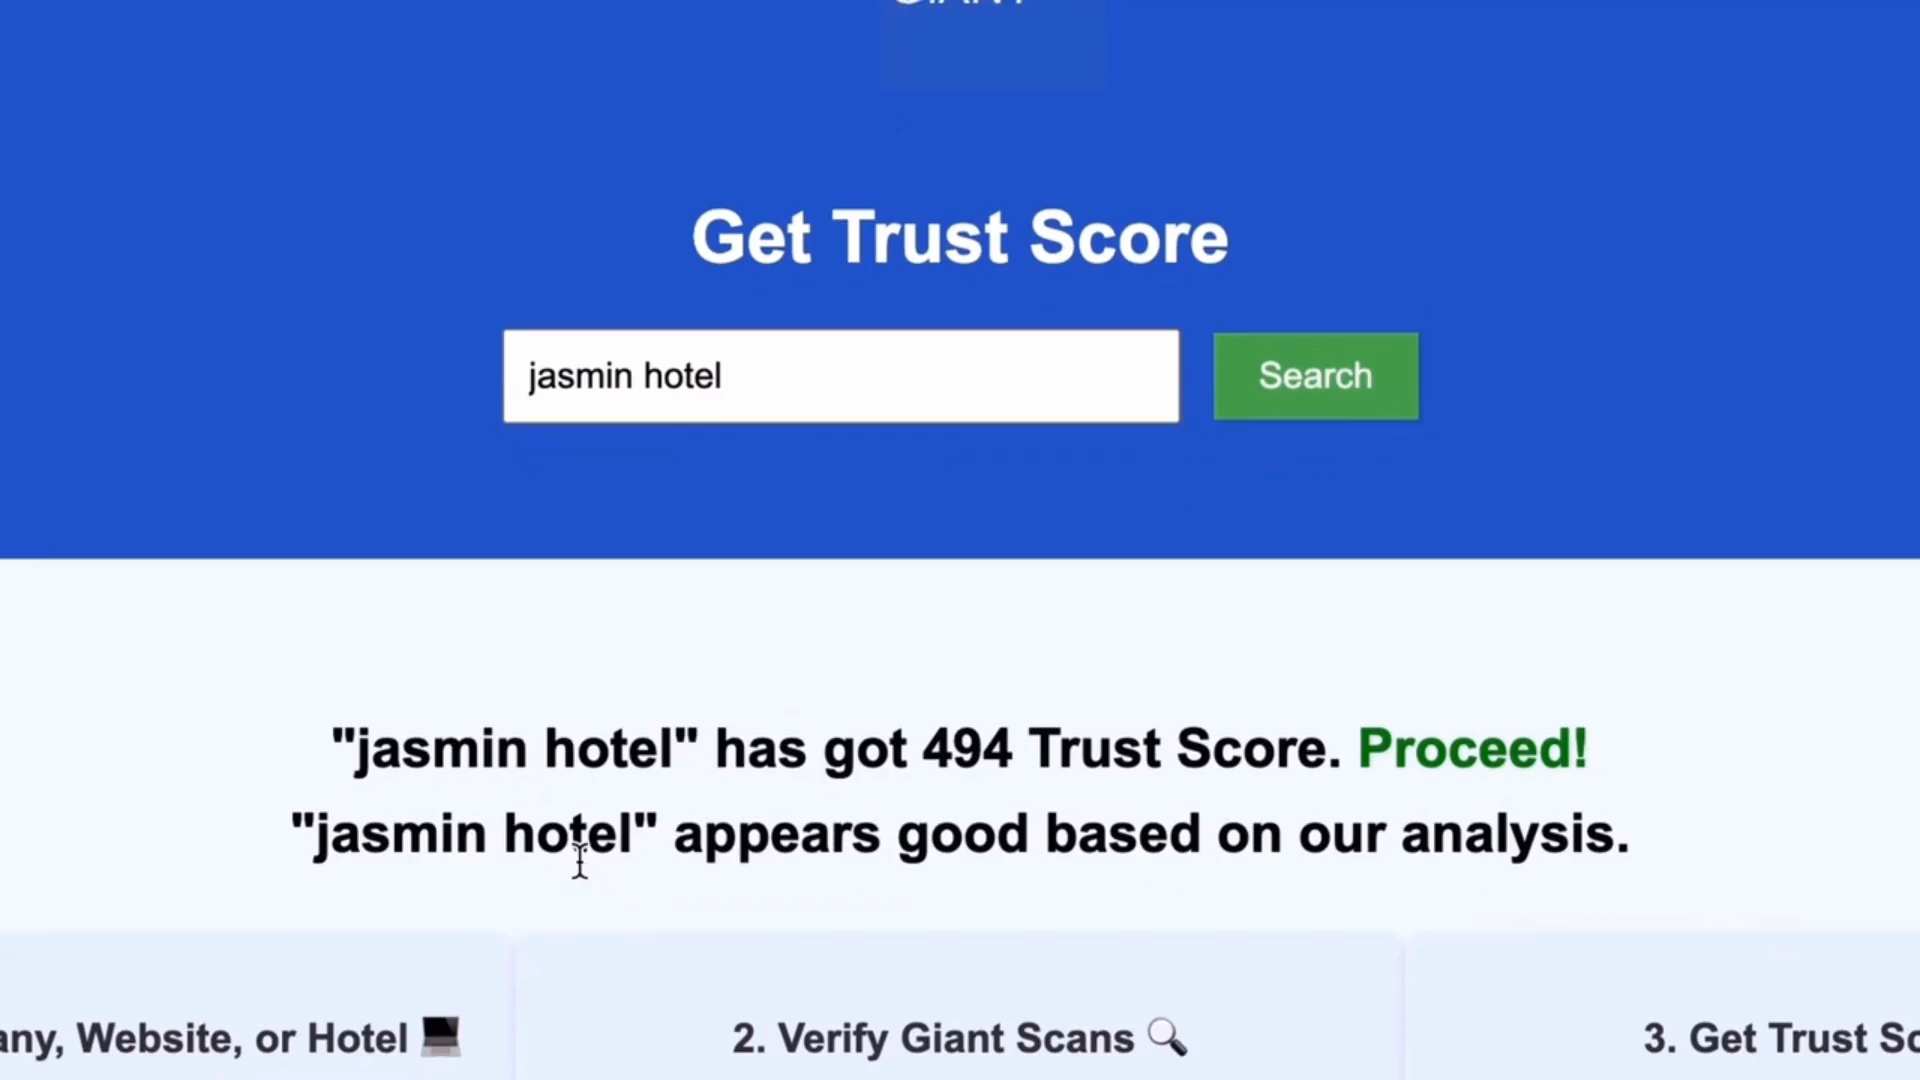 Get Trust Score
jasmin hotel
Search
"jasmin hotel" has got 494 Trust Score. Proceed!
"jasmin hotel" appears good based on our analysis.
any, Website, or Hotel
2. Verify Giant Scans
3. Get Trust Sc